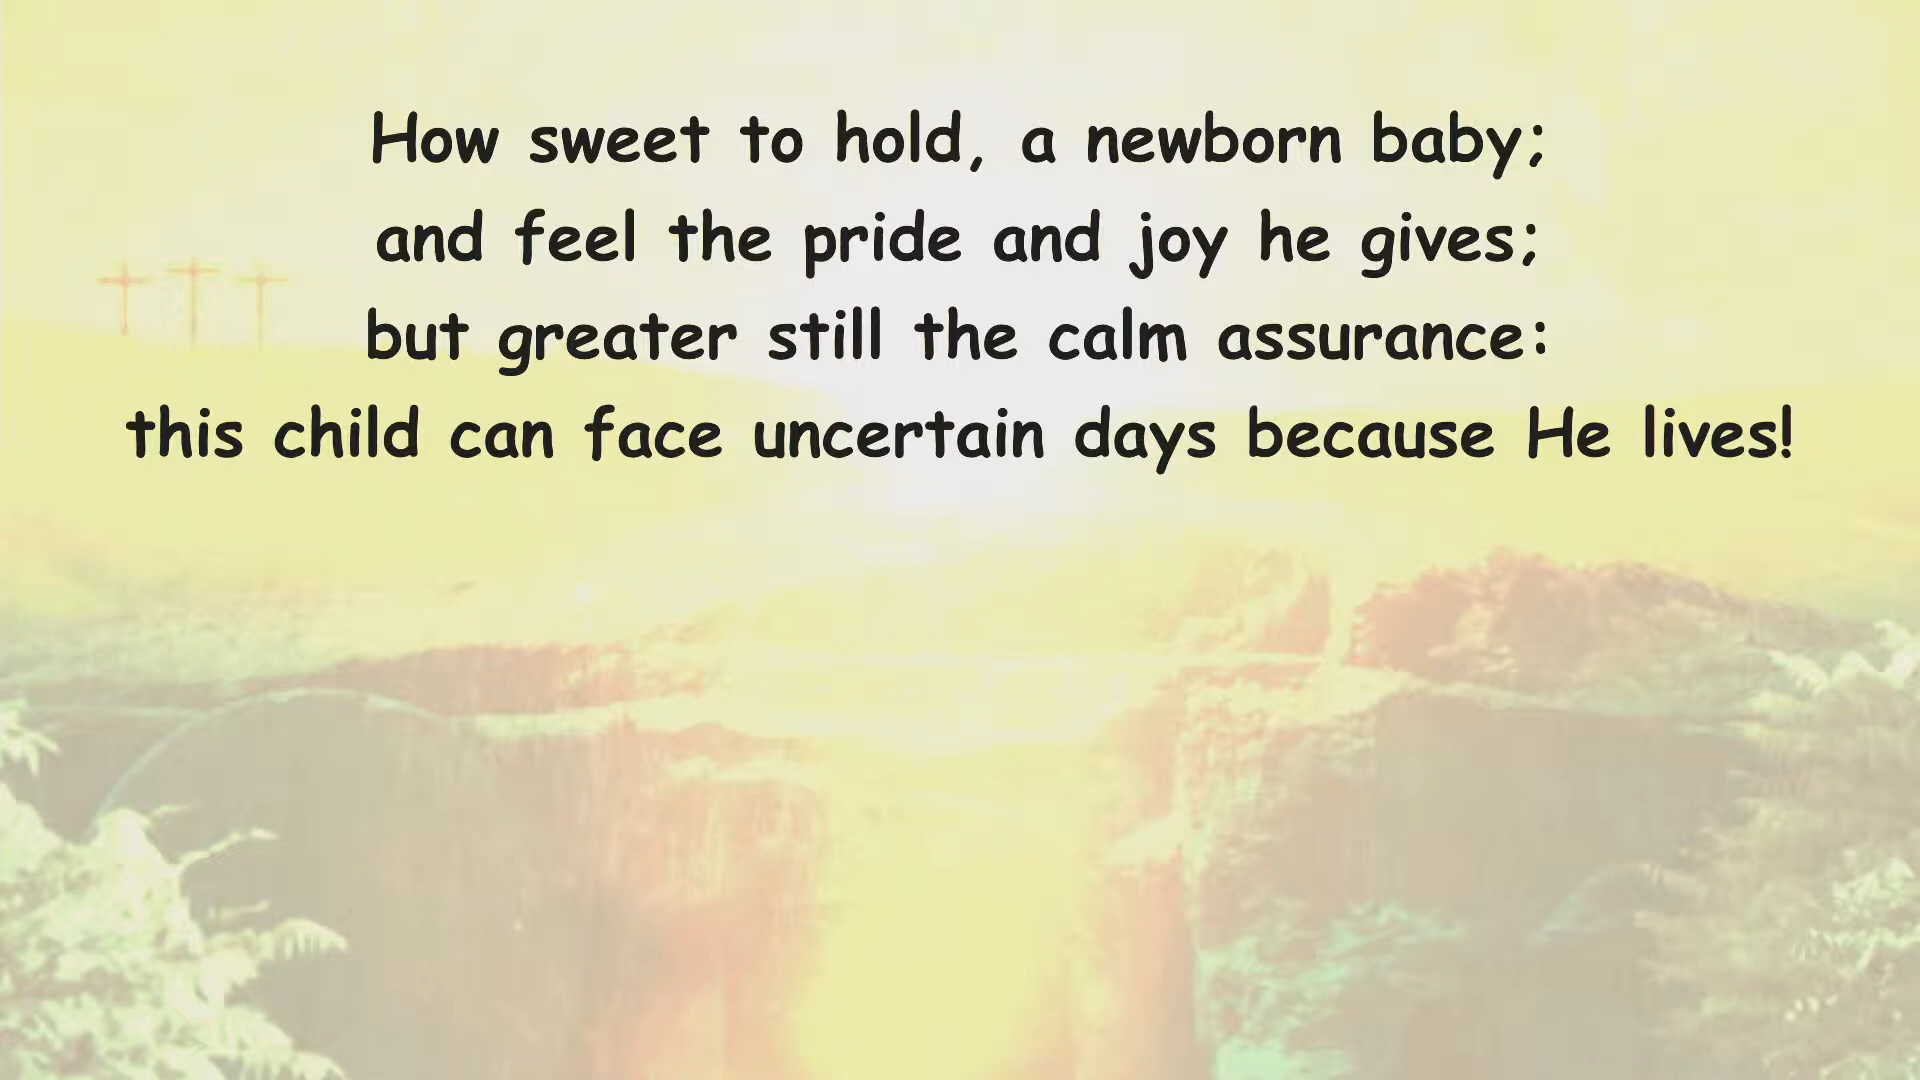 How sweet to hold, a newborn baby;
and feel the pride and joy he gives;
but greater still the calm assurance:
this child can face uncertain days because He lives!